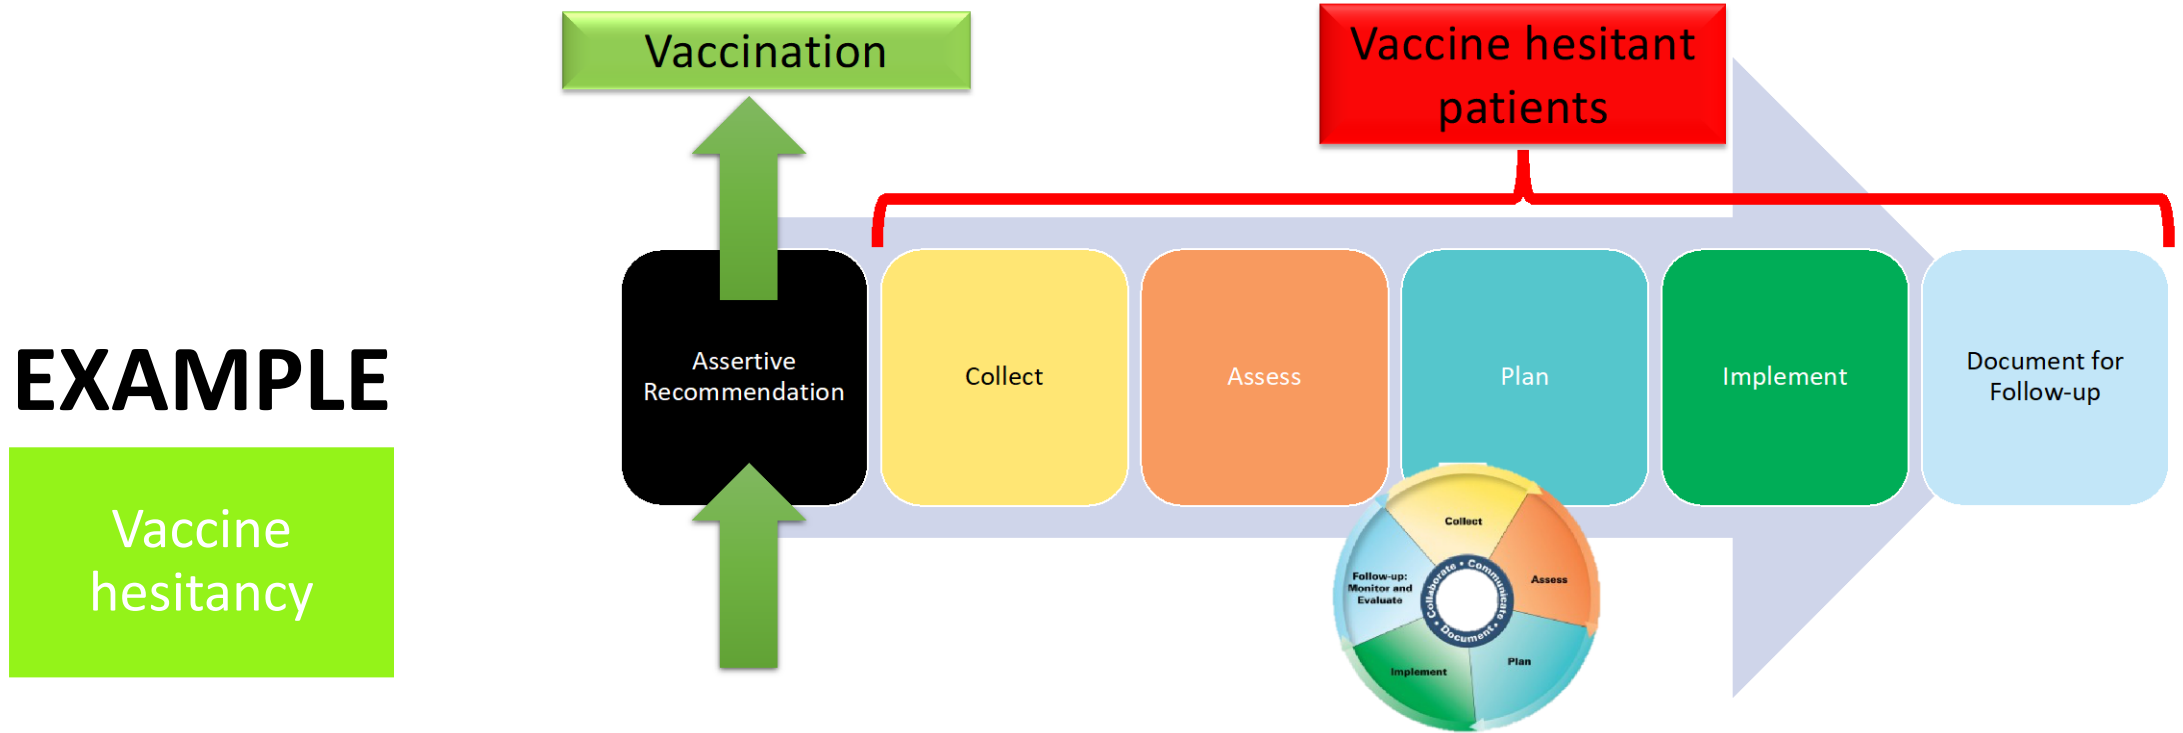 Vaccination
Vaccine hesitant
patients
EXAMPLE
Vaccine
hesitancy
Assertive
Recommendation
Collect
Assess
Plan
Implement
Document for
Follow-up
Collect
Assess
Plan
Implement
Follow-up:
Monitor and
Evaluate
Collaborate • Communicate • Document •